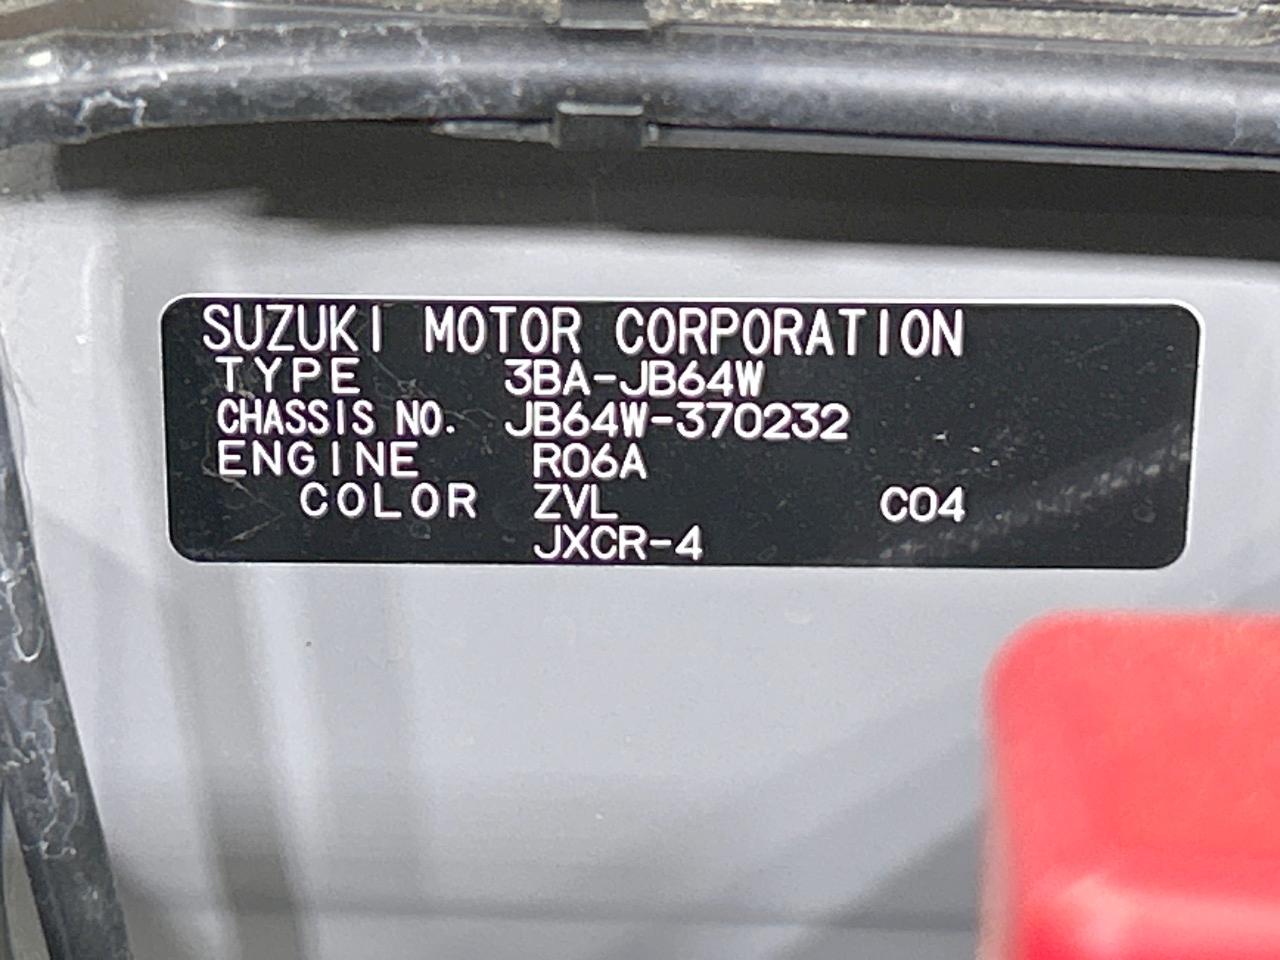 SUZUKI MOTOR CORPORATION
TYPE 3BA-JB64W
CHASSIS NO. JB64W-370232
ENGINE R06A
COLOR ZVL C04
JXCR-4